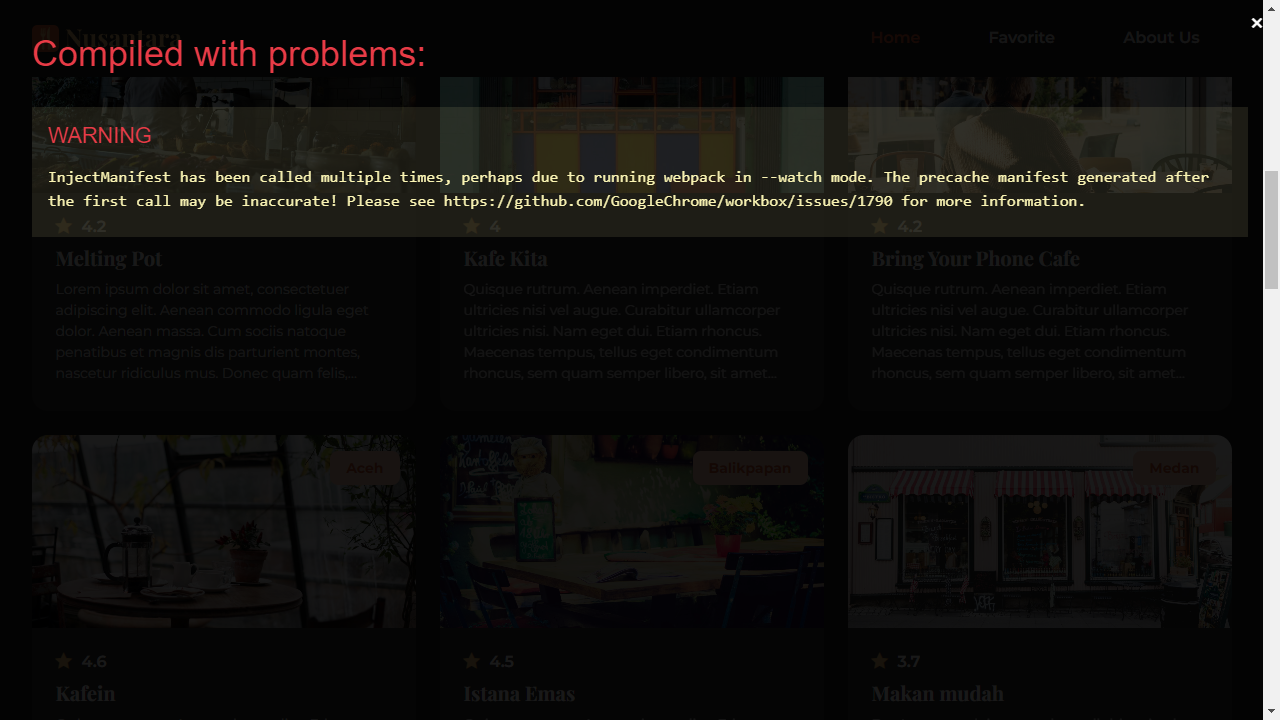 Nusantara
Home Favorite About Us
×
Compiled with problems:
WARNING
InjectManifest has been called multiple times, perhaps due to running webpack in --watch mode. The precache manifest generated after
the first call may be inaccurate! Please see https://github.com/GoogleChrome/workbox/issues/1790 for more information.
4.2
Melting Pot
Lorem ipsum dolor sit amet, consectetuer
adipiscing elit. Aenean commodo ligula eget
dolor. Aenean massa. Cum sociis natoque
penatibus et magnis dis parturient montes,
nascetur ridiculus mus. Donec quam felis,...
4
Kafe Kita
Quisque rutrum. Aenean imperdiet. Etiam
ultricies nisi vel augue. Curabitur ullamcorper
ultricies nisi. Nam eget dui. Etiam rhoncus.
Maecenas tempus, tellus eget condimentum
rhoncus, sem quam semper libero, sit amet...
4.2
Bring Your Phone Cafe
Quisque rutrum. Aenean imperdiet. Etiam
ultricies nisi vel augue. Curabitur ullamcorper
ultricies nisi. Nam eget dui. Etiam rhoncus.
Maecenas tempus, tellus eget condimentum
rhoncus, sem quam semper libero, sit amet...
Aceh
4.6
Kafein
Balikpapan
4.5
Istana Emas
Medan
3.7
Makan mudah